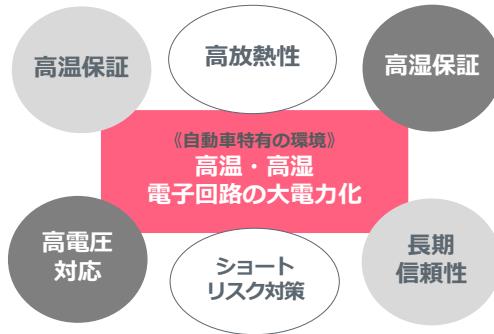 高温保証
高放熱性
高湿保証
《自動車特有の環境》
高温・高湿
電子回路の大電力化
高電圧
対応
ショート
リスク対策
長期
信頼性